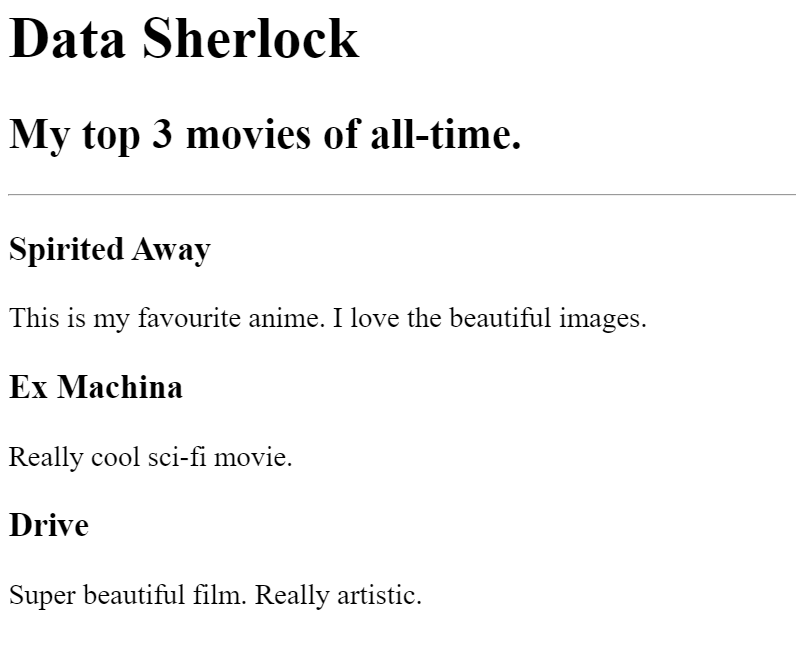 Data Sherlock
My top 3 movies of all-time.
Spirited Away
This is my favourite anime. I love the beautiful images.
Ex Machina
Really cool sci-fi movie.
Drive
Super beautiful film. Really artistic.